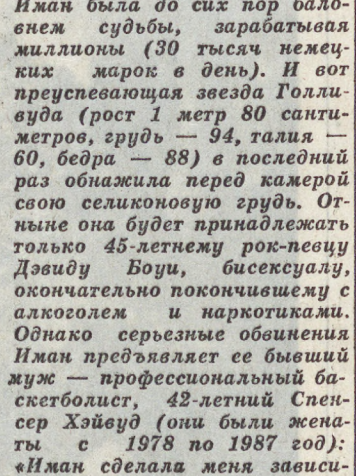 Иман была до сих пор бало-
внем судьбы, зарабатывая
миллионы (30 тысяч немец-
ких марок в день). И вот
преуспевающая звезда Голли-
вуда (рост 1 метр 80 санти-
метров, грудь — 94, талия —
60, бедра — 88) в последний
раз обнажила перед камерой
свою селиконовую грудь. От-
ныне она будет принадлежать
только 45-летнему рок-певцу
Дэвиду Боуи, бисексуалу,
окончательно покончившему с
алкоголем и наркотиками.
Однако серьезные обвинения
Иман предъявляет ее бывший
муж — профессиональный ба-
скетболист, 42-летний Спен-
сер Хэйвуд (они были жена-
ты с 1978 по 1987 год):
«Иман сделала меня зависи-